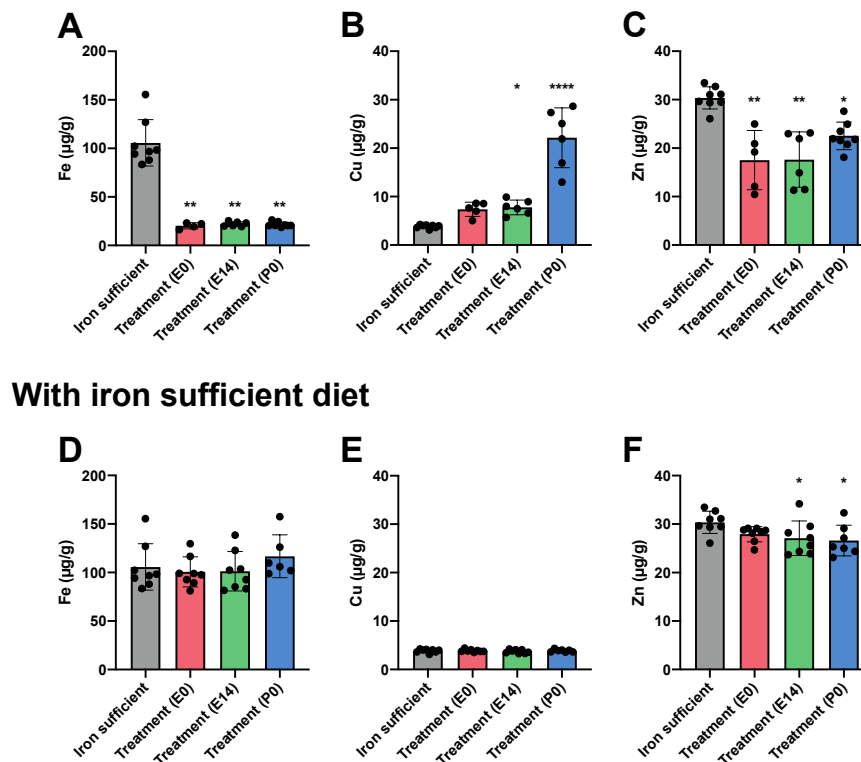 A
Fe (µg/g)
200
150
100
50
0
** ** **
Iron sufficient
Treatment (E0)
Treatment (E14)
Treatment (P0)
B
Cu (µg/g)
40
30
20
10
0
* ****
Iron sufficient
Treatment (E0)
Treatment (E14)
Treatment (P0)
C
Zn (µg/g)
40
30
20
10
0
** ** *
Iron sufficient
Treatment (E0)
Treatment (E14)
Treatment (P0)
With iron sufficient diet
D
Fe (µg/g)
200
150
100
50
0
Iron sufficient
Treatment (E0)
Treatment (E14)
Treatment (P0)
E
Cu (µg/g)
40
30
20
10
0
Iron sufficient
Treatment (E0)
Treatment (E14)
Treatment (P0)
F
Zn (µg/g)
40
30
20
10
0
* *
Iron sufficient
Treatment (E0)
Treatment (E14)
Treatment (P0)